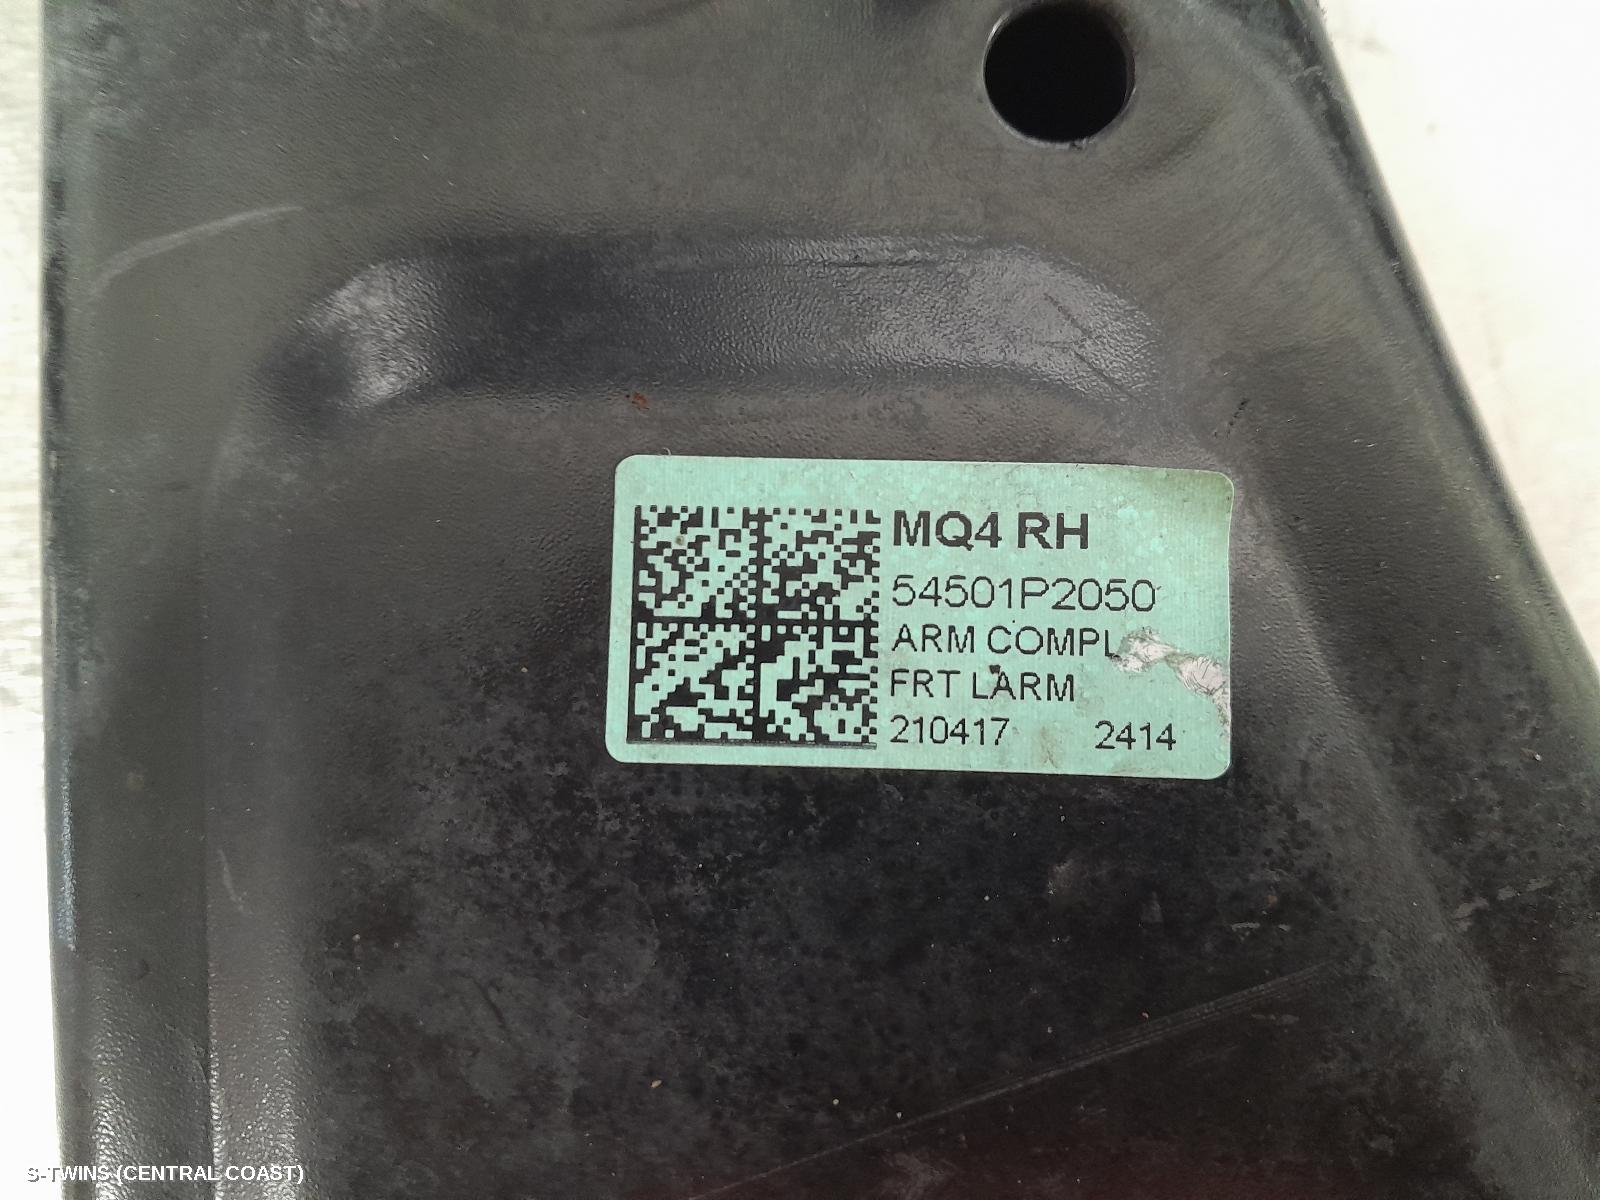 MQ4 RH
54501P2050
ARM COMPL
FRT LARM
210417 2414
S-TWINS (CENTRAL COAST)